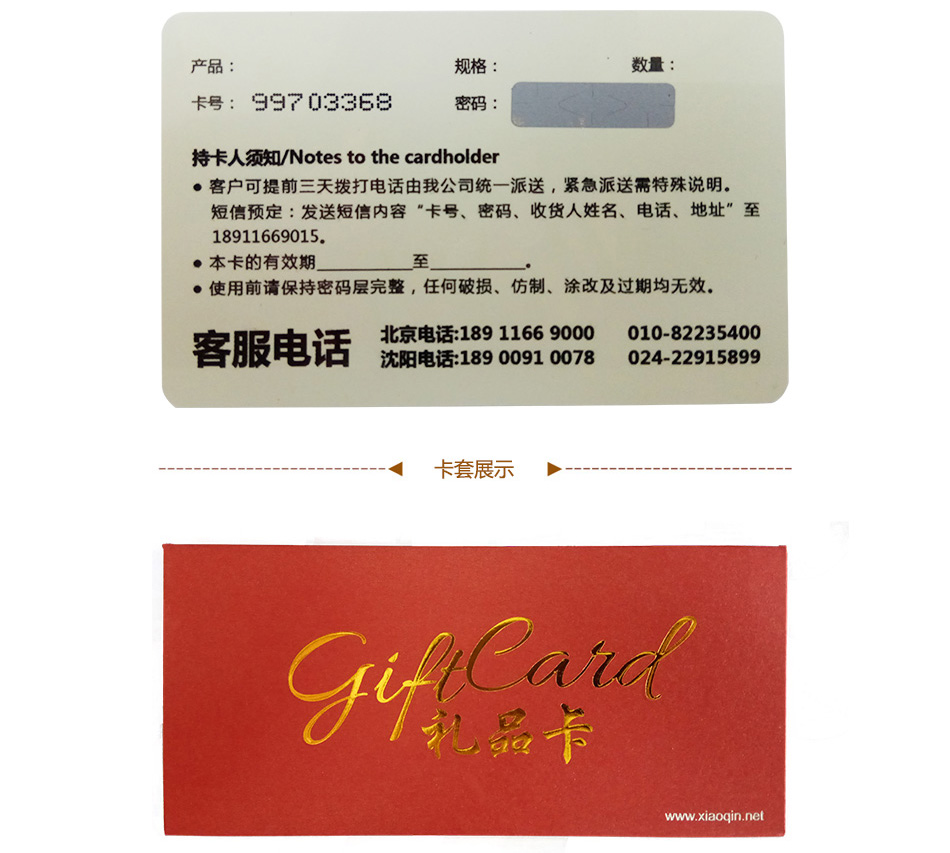 产品： 规格： 数量：
卡号： 99703368 密码：
持卡人须知/Notes to the cardholder
● 客户可提前三天拨打电话由我公司统一派送，紧急派送需特殊说明。
短信预定：发送短信内容“卡号、密码、收货人姓名、电话、地址”至
18911669015。
● 本卡的有效期__________至__________。
● 使用前请保持密码层完整，任何破损、仿制、涂改及过期均无效。
客服电话
北京电话:189 1166 9000 010-82235400
沈阳电话:189 0091 0078 024-22915899
卡套展示
Gift Card
礼品卡
www.xiaoqin.net